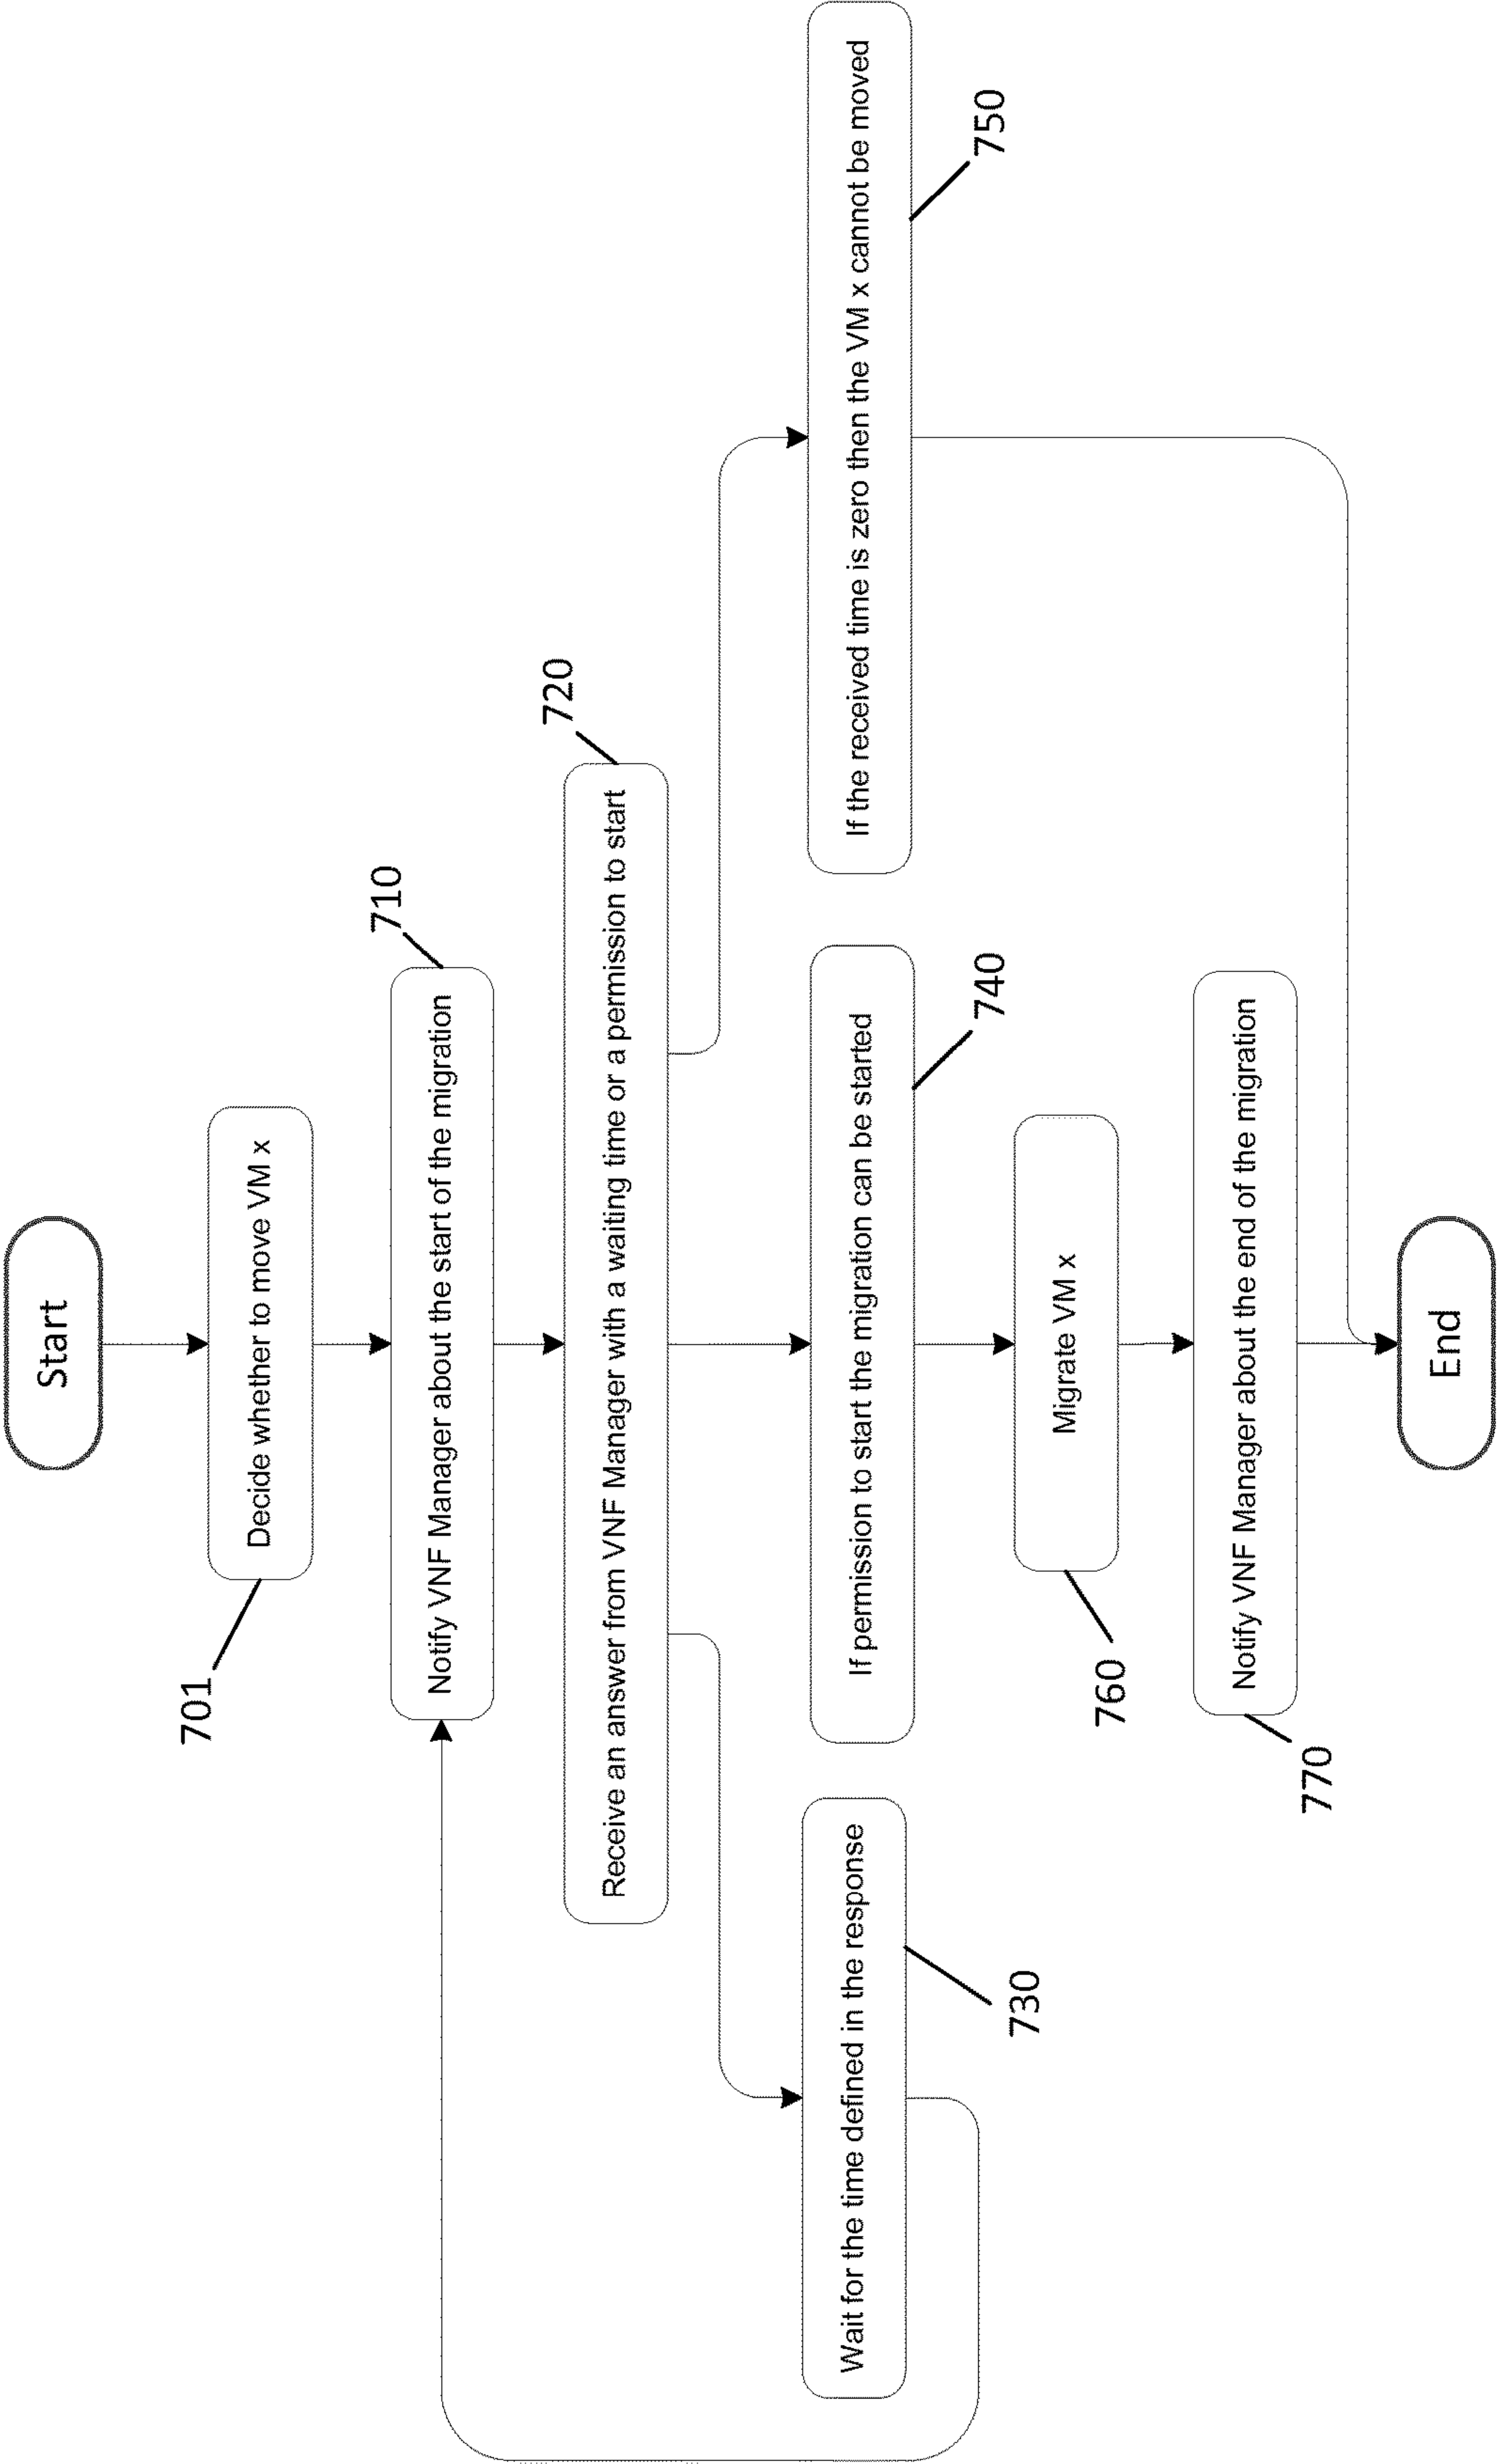 Start
701
Decide whether to move VM x
710
Notify VNF Manager about the start of the migration
720
Receive an answer from VNF Manager with a waiting time or a permission to start
Wait for the time defined in the response
730
If permission to start the migration can be started
740
If the received time is zero then the VM x cannot be moved
750
Migrate VM x
760
Notify VNF Manager about the end of the migration
770
End